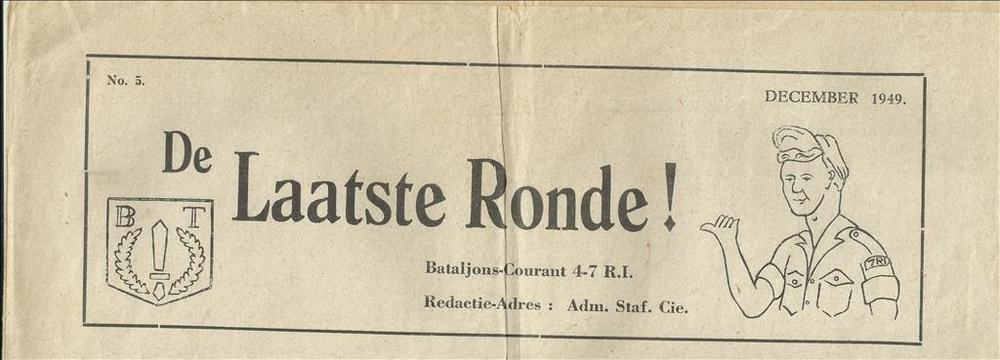 No. 5.
DECEMBER 1949.
De
Laatste Ronde!
B T
7RI
Bataljons-Courant 4-7 R.I.
Redactie-Adres : Adm. Staf. Cie.